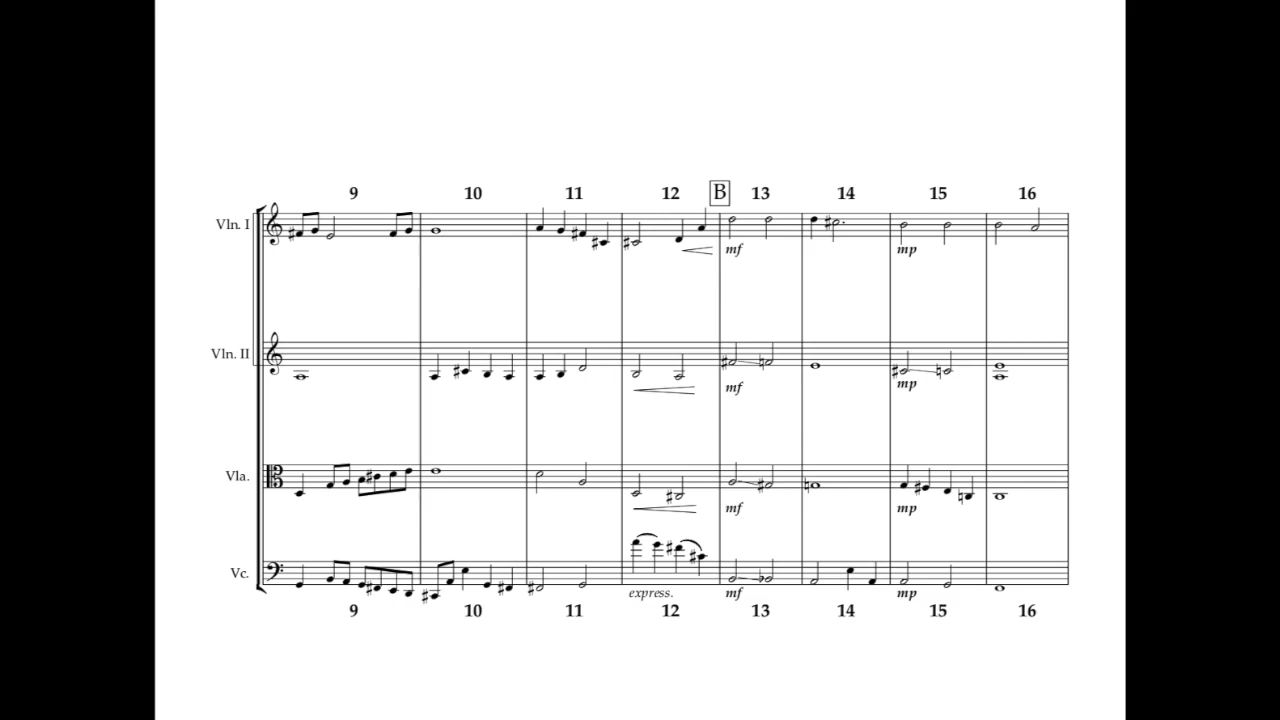 9 10 11 12 B 13 14 15 16
Vln. I
mf mp
Vln. II
mf mp
Vla.
mf mp
Vc.
express. mf mp
9 10 11 12 13 14 15 16